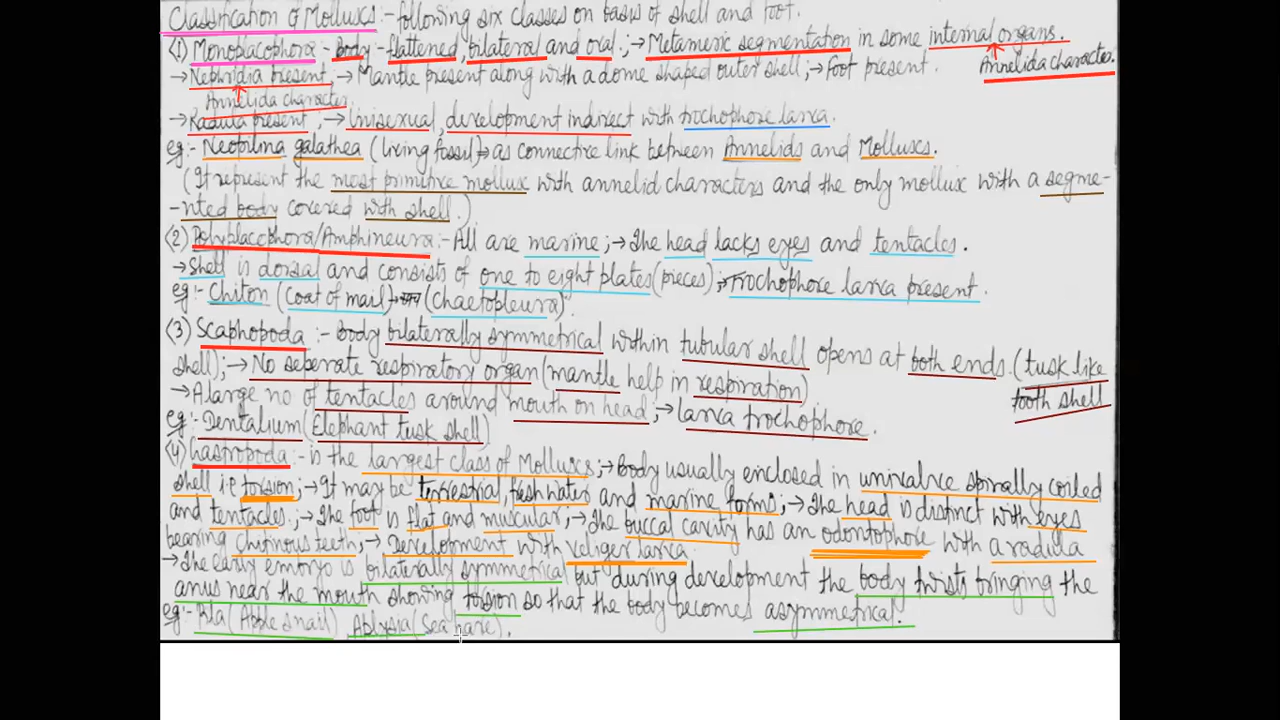 Classification of Molluscs:- following six classes on basis of shell and foot.
(1) Monoplacophora - Body - flattened, bilateral and oral ; → Metameric segmentation in some internal organs.
→ Nephridia present ; → Mantle present along with a dome shaped outer shell ; → foot present . Annelida character.
Annelida character
→ Radula present ; → Unisexual, development indirect with trochophore larva.
eg:- Neopilina galathea (living fossil) → as connective link between Annelids and Molluscs.
(It represent the most primitive mollux with annelid characters and the only mollux with a segme-
-nted body covered with shell.)
(2) Polyplacophora/Amphineura:- All are marine ; → The head lacks eyes and tentacles.
→ Shell is dorsal and consists of one to eight plates (pieces) ; → Trochophore larva present.
eg:- Chiton (coat of mail) → (chaetopleura)
(3) Scaphopoda :- Body bilaterally symmetrical within tubular shell opens at both ends. (tusk like
shell) ; → No seperate respiratory organ (mantle help in respiration) tooth shell
→ A large no of tentacles around mouth on head ; → larva trochophore.
eg:- Dentalium (Elephant tusk shell)
(4) Gastropoda :- is the largest class of Molluscs ; → Body usually enclosed in univalve spirally coiled
shell i.e torsion ; → It may be terrestrial, fresh water and marine forms ; → The head is distinct with eyes
and tentacles. ; → The foot is flat and muscular ; → The buccal cavity has an odontophore with a radula
bearing chitinous teeth ; → Development with veliger larva
→ The early embryo is bilaterally symmetrical but during development the body twists bringing the
anus near the mouth showing torsion so that the body becomes asymmetrical.
eg:- Pila (Apple snail) Aplysia (Sea hare).